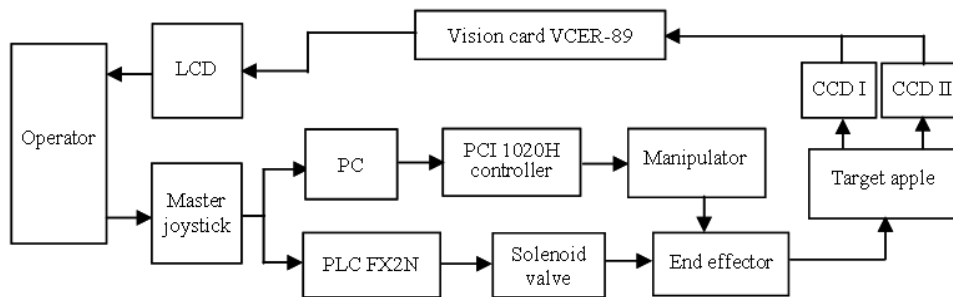 Vision card VCER-89
LCD
CCD I
CCD II
Operator
PC
PCI 1020H
controller
Manipulator
Target apple
Master
joystick
PLC FX2N
Solenoid
valve
End effector